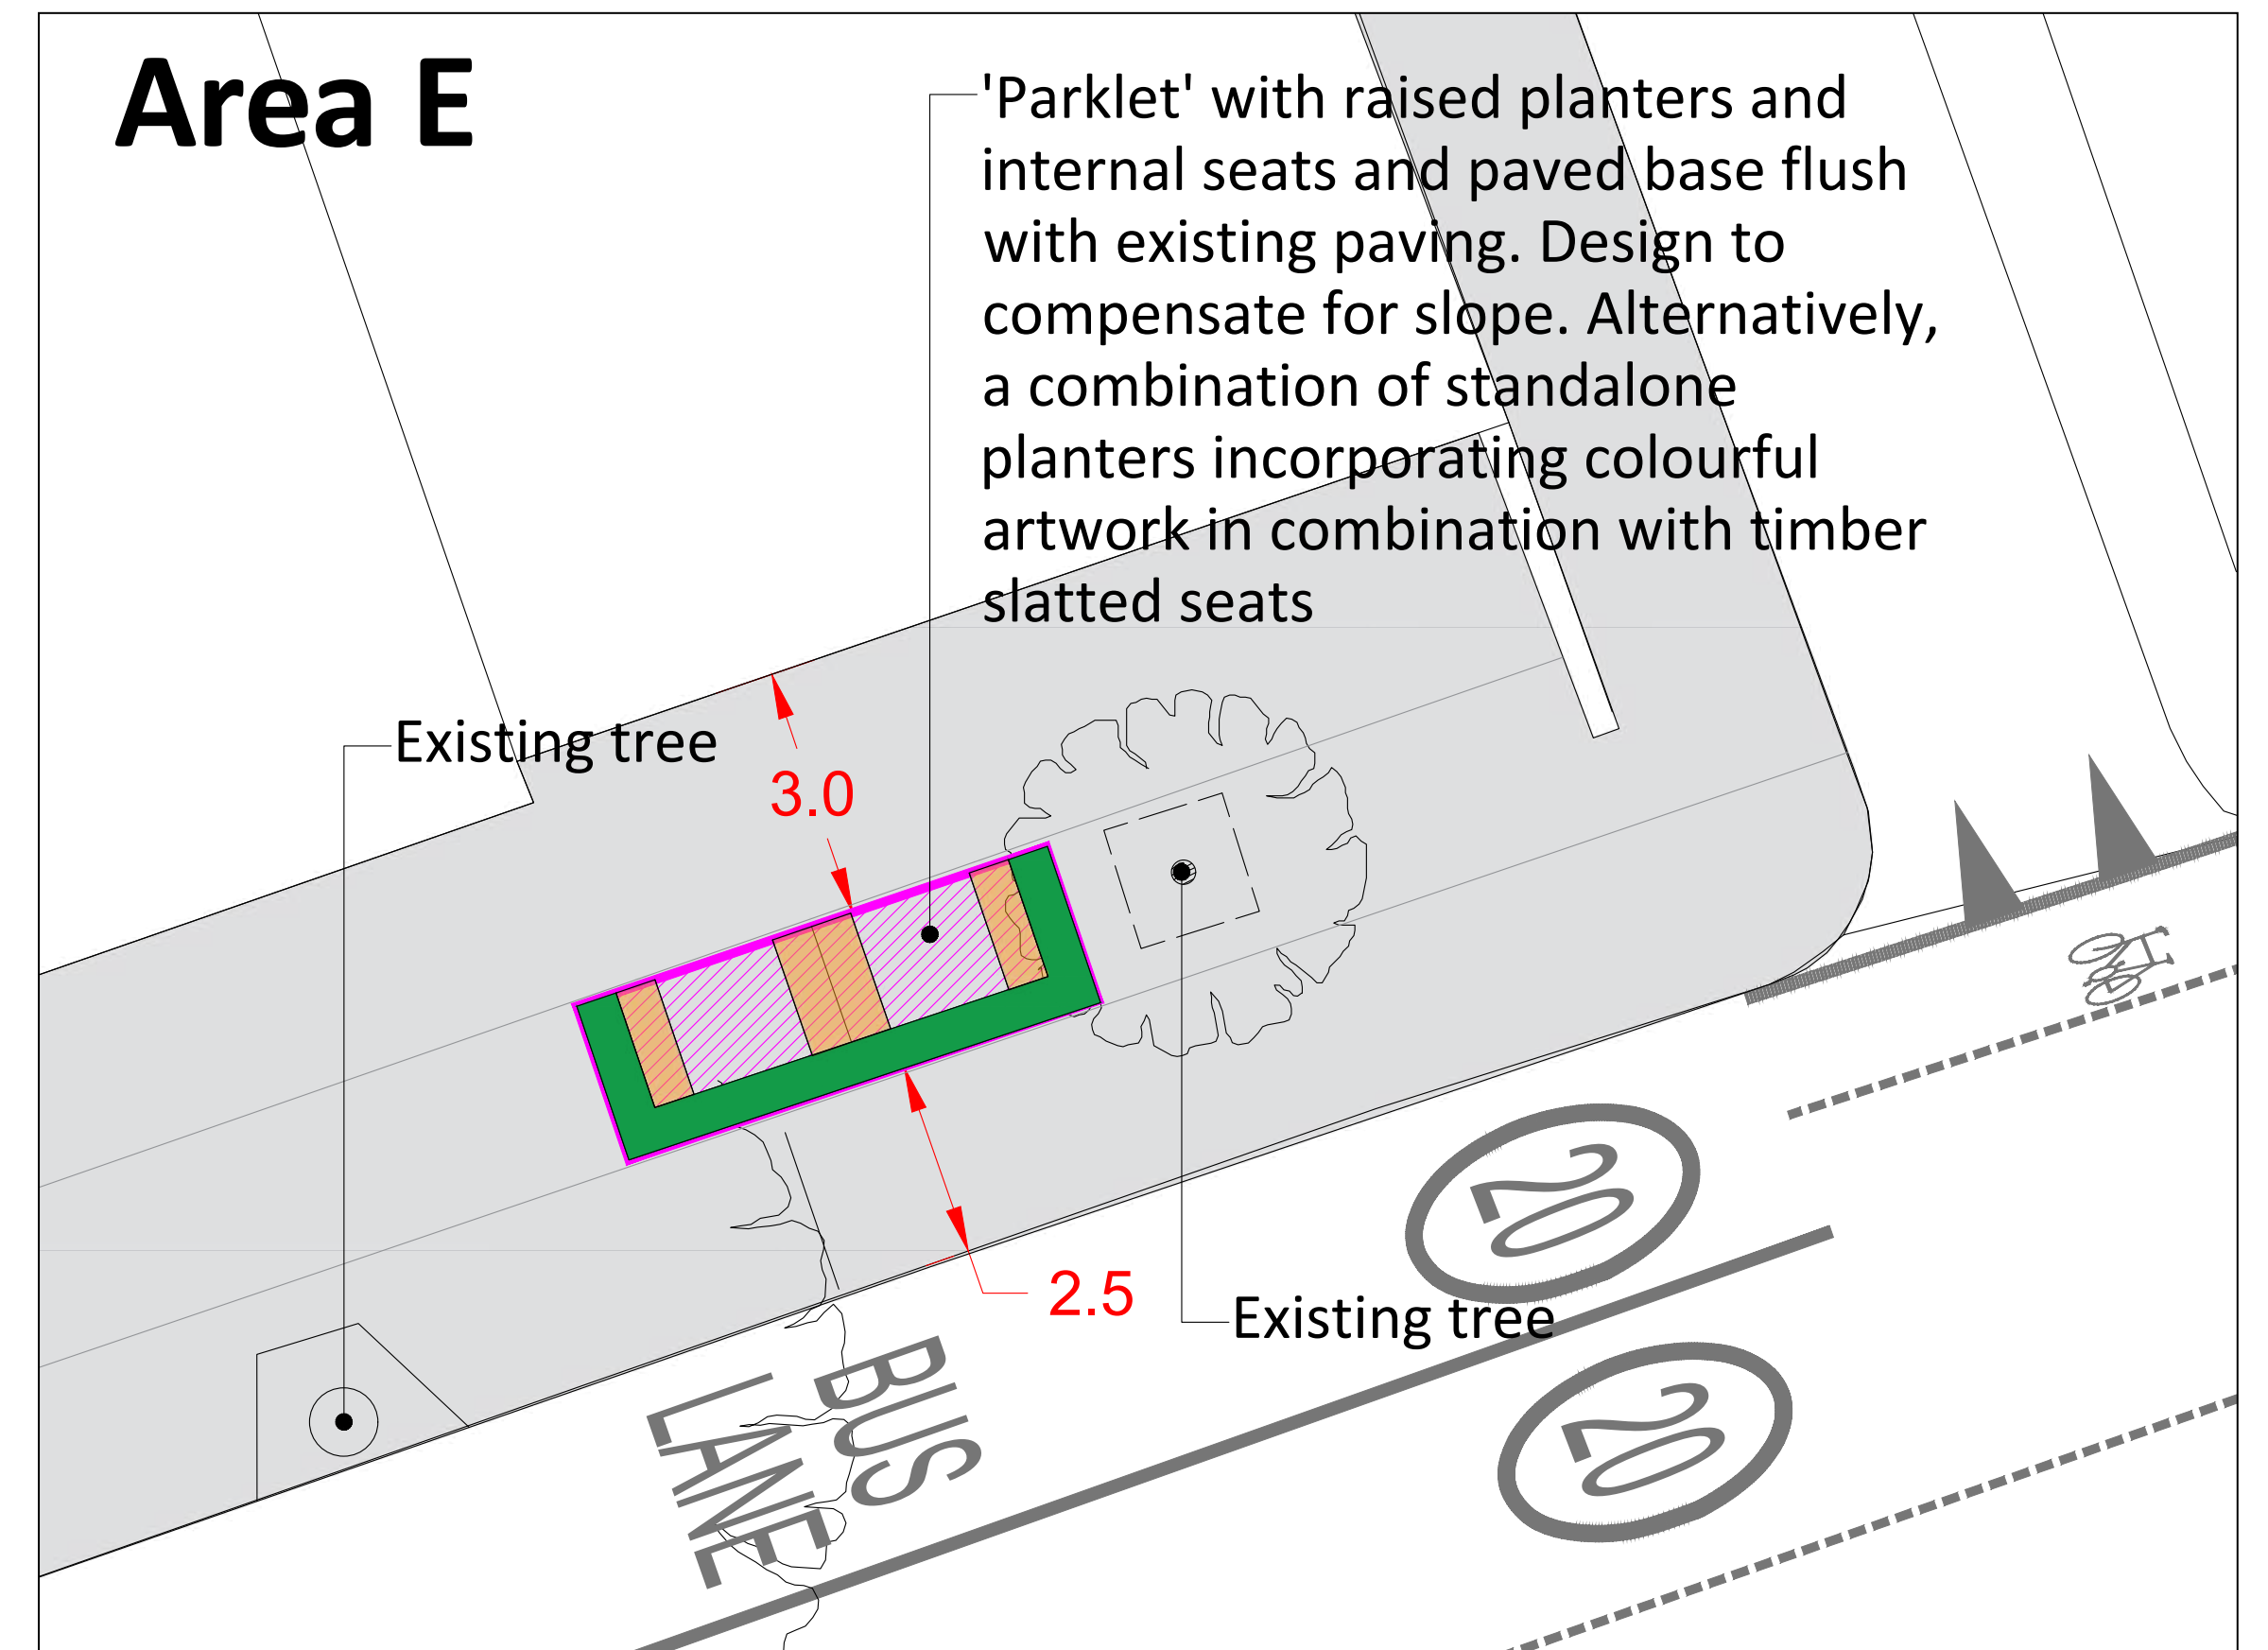 Area E
'Parklet' with raised planters and
internal seats and paved base flush
with existing paving. Design to
compensate for slope. Alternatively,
a combination of standalone
planters incorporating colourful
artwork in combination with timber
slatted seats
Existing tree
3.0
2.5
Existing tree
20
20
BUS
LANE